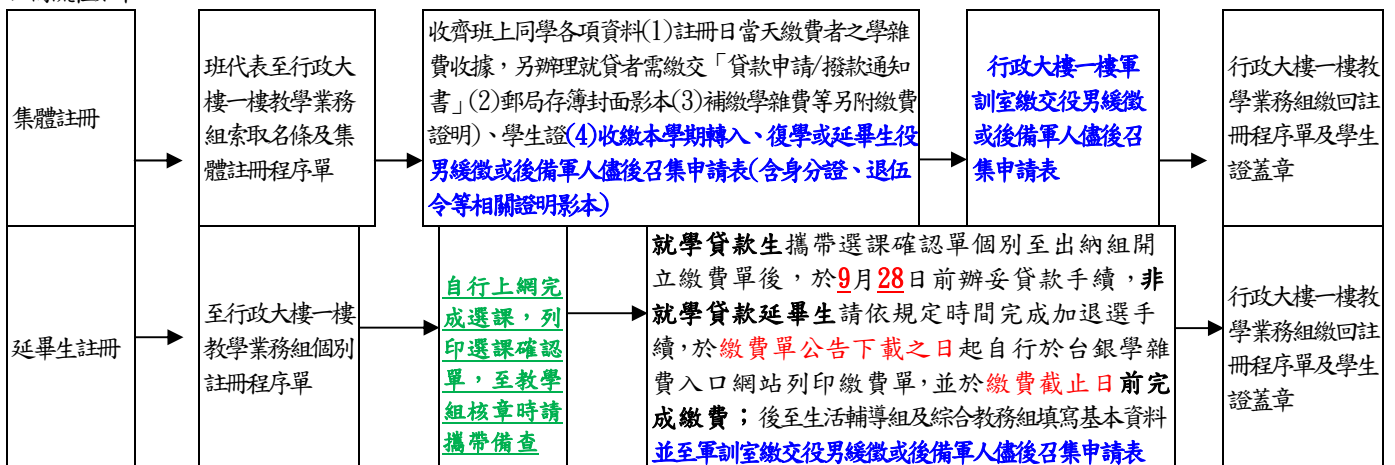 集體註冊
班代表至行政大
樓一樓教學業務
組索取名條及集
體註冊程序單
收齊班上同學各項資料(1)註冊日當天繳費者之學雜
費收據，另辦理就貸者需繳交「貸款申請/撥款通知
書」(2)郵局存簿封面影本(3)補繳學雜費等另附繳費
證明)、學生證(4)收繳本學期轉入、復學或延畢生役
男緩徵或後備軍人儘後召集申請表(含身分證、退伍
令等相關證明影本)
行政大樓一樓軍
訓室繳交役男緩徵
或後備軍人儘後召
集申請表
行政大樓一樓教
學業務組繳回註
冊程序單及學生
證蓋章
延畢生註冊
至行政大樓一樓
教學業務組個別
註冊程序單
自行上網完
成選課，列
印選課確認
單，至教學
組核章時請
攜帶備查
就學貸款生攜帶選課確認單個別至出納組開
立繳費單後，於9月28日前辦妥貸款手續，非
就學貸款延畢生請依規定時間完成加退選手
續，於繳費單公告下載之日起自行於台銀學雜
費入口網站列印繳費單，並於繳費截止日前完
成繳費；後至生活輔導組及綜合教務組填寫基本資料
並至軍訓室繳交役男緩徵或後備軍人儘後召集申請表
行政大樓一樓教
學業務組繳回註
冊程序單及學生
證蓋章